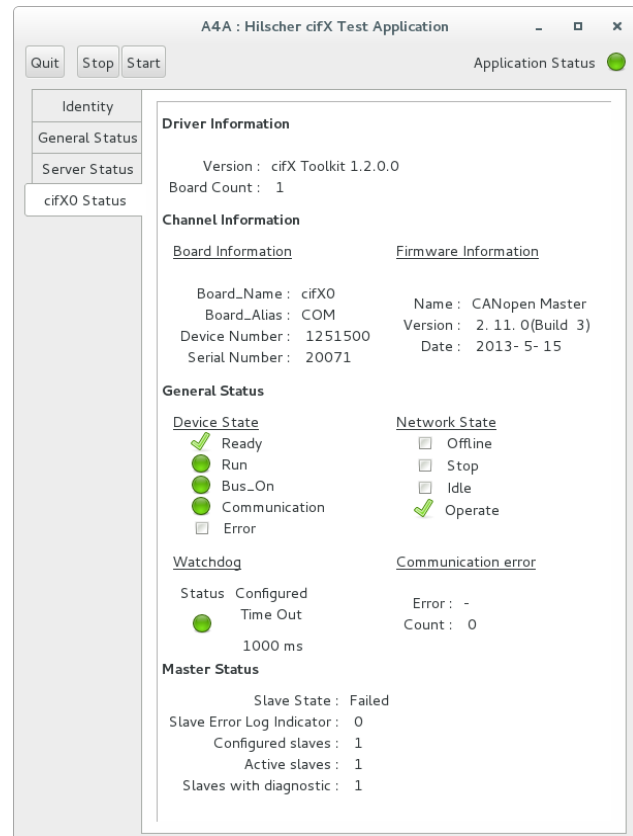 A4A : Hilscher cifX Test Application
Quit Stop Start Application Status
Identity
General Status
Server Status
cifX0 Status
Driver Information
Version : cifX Toolkit 1.2.0.0
Board Count : 1
Channel Information
Board Information
Board_Name : cifX0
Board_Alias : COM
Device Number : 1251500
Serial Number : 20071
Firmware Information
Name : CANopen Master
Version : 2. 11. 0(Build 3)
Date : 2013- 5- 15
General Status
Device State
Ready
Run
Bus_On
Communication
Error
Network State
Offline
Stop
Idle
Operate
Watchdog
Status Configured
Time Out
1000 ms
Communication error
Error : -
Count : 0
Master Status
Slave State : Failed
Slave Error Log Indicator : 0
Configured slaves : 1
Active slaves : 1
Slaves with diagnostic : 1